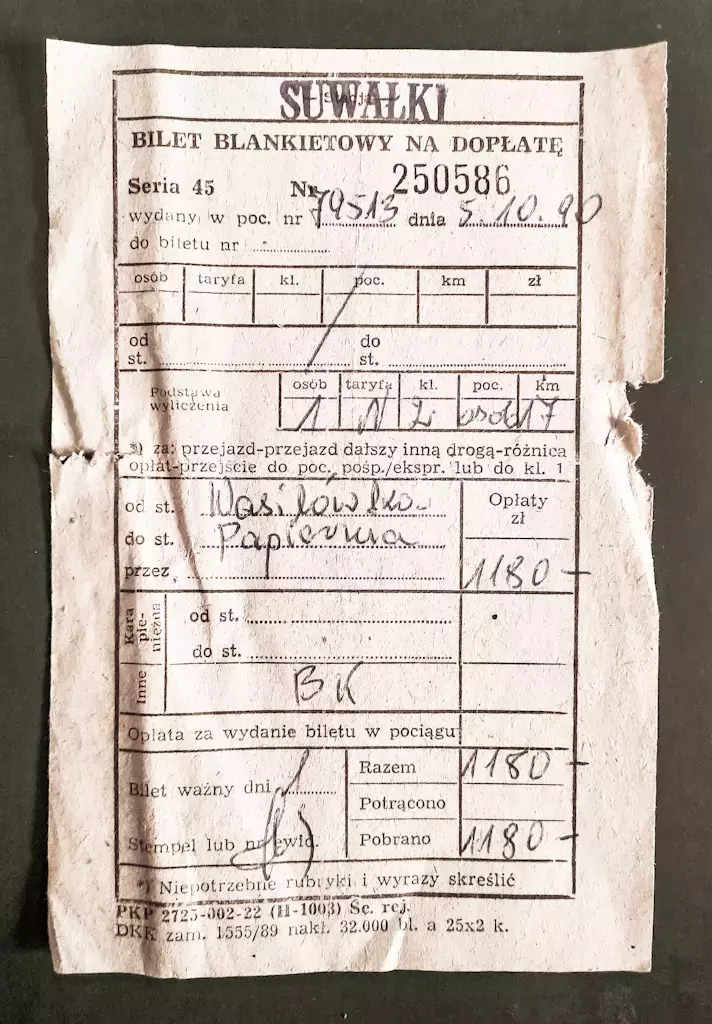 SUWAŁKI
BILET BLANKIETOWY NA DOPŁATĘ
Seria 45 Nr 250586
wydany w poc. nr 79513 dnia 5.10.90
do biletu nr
osób taryfa kl. poc. km zł
od st. do st.
Podstawa wyliczenia
osób taryfa kl. poc. km
1 N 2 osob 17
*) za: przejazd-przejazd dalszy inną drogą-różnica
opłat-przejście do poc. pośp./ekspr. lub do kl. 1
od st. Wasilówka
Opłaty zł
do st. Papiernia
przez 1180 —
Kara pieniężna
od st.
do st.
Inne BK
Opłata za wydanie biletu w pociągu
Razem 1180 —
Bilet ważny dni 1
Potrącono
Stempel lub nr ewid. Pobrano 1180 —
*) Niepotrzebne rubryki i wyrazy skreślić
PKP 2725-002-22 (H-1003) Sc. rej.
DKK zam. 1555/89 nakł. 32.000 bl. a 25x2 k.